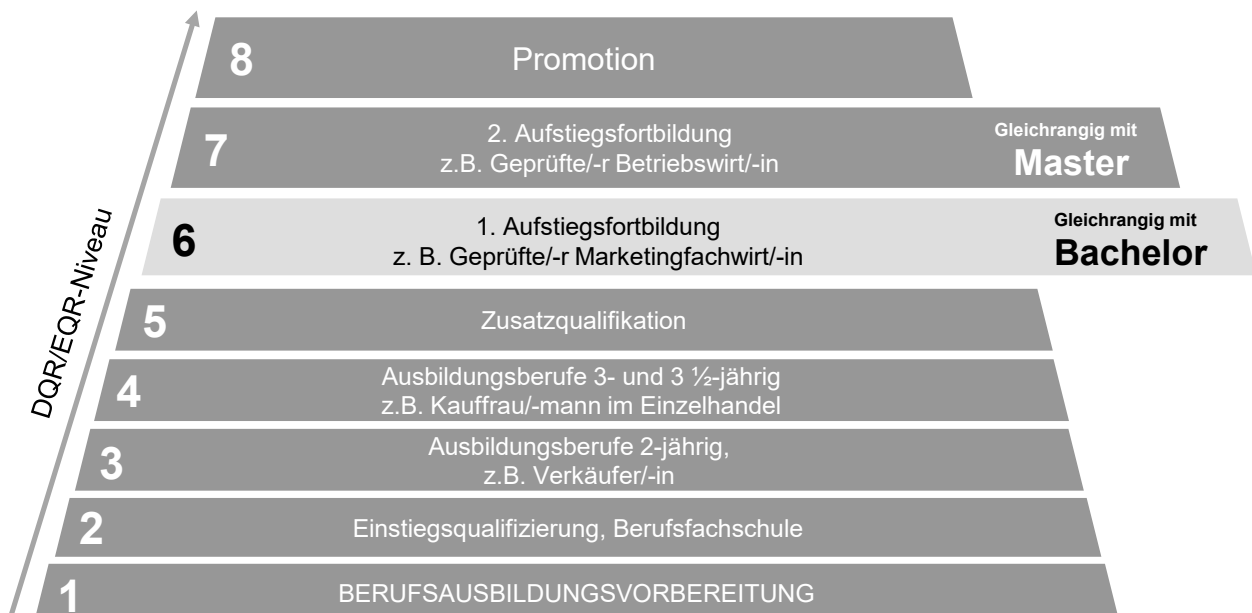 8
Promotion
7
2. Aufstiegsfortbildung
z.B. Geprüfte/-r Betriebswirt/-in
Gleichrangig mit
Master
6
1. Aufstiegsfortbildung
z. B. Geprüfte/-r Marketingfachwirt/-in
Gleichrangig mit
Bachelor
5
Zusatzqualifikation
4
Ausbildungsberufe 3- und 3 ½-jährig
z.B. Kauffrau/-mann im Einzelhandel
3
Ausbildungsberufe 2-jährig,
z.B. Verkäufer/-in
2
Einstiegsqualifizierung, Berufsfachschule
1
BERUFSAUSBILDUNGSVORBEREITUNG
DQR/EQR-Niveau